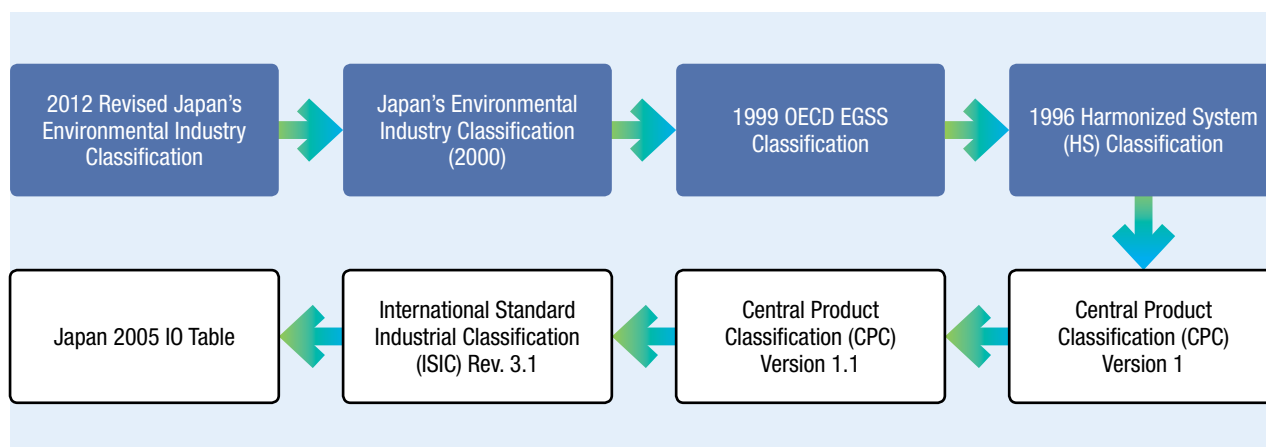 2012 Revised Japan's
Environmental Industry
Classification
Japan's Environmental
Industry Classification
(2000)
1999 OECD EGSS
Classification
1996 Harmonized System
(HS) Classification
Japan 2005 IO Table
International Standard
Industrial Classification
(ISIC) Rev. 3.1
Central Product
Classification (CPC)
Version 1.1
Central Product
Classification (CPC)
Version 1